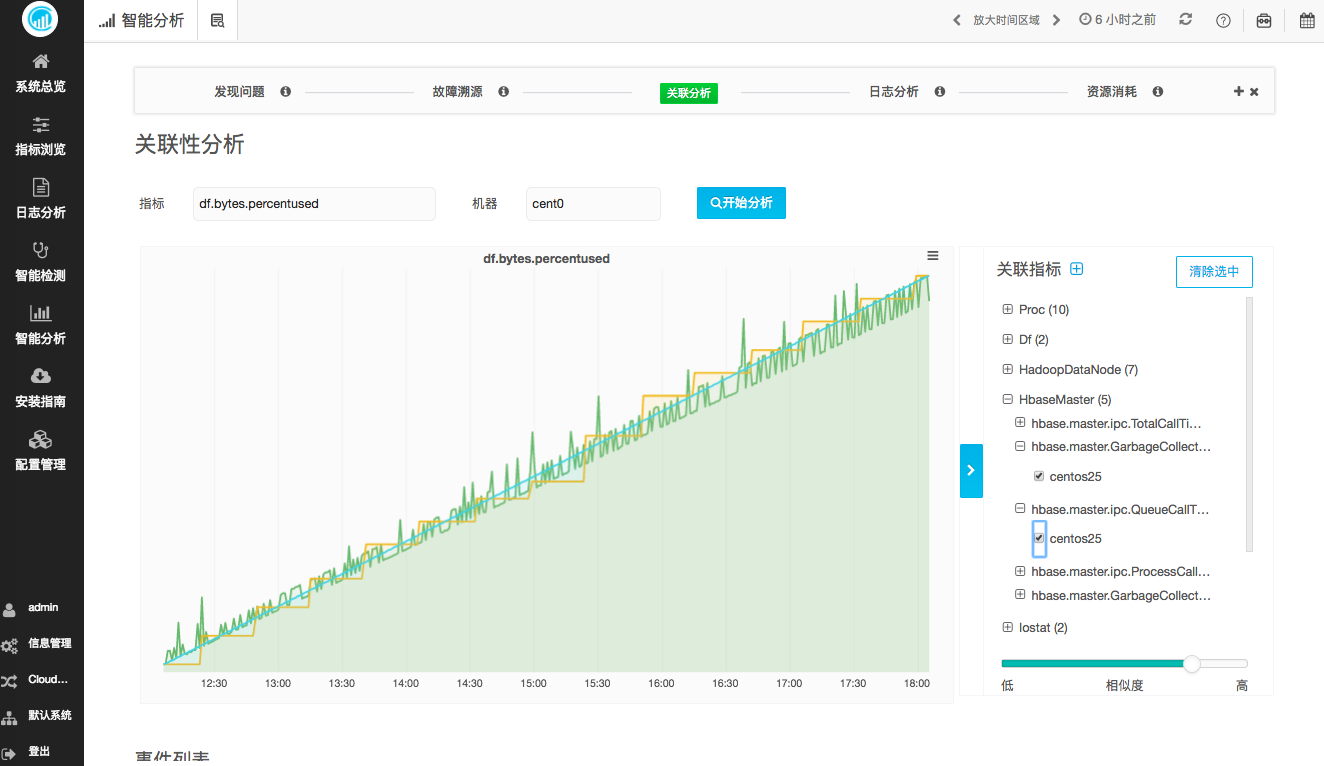 智能分析
放大时间区域
6 小时之前
系统总览
指标浏览
日志分析
智能检测
智能分析
安装指南
配置管理
admin
信息管理
Cloud...
默认系统
登出
发现问题
故障溯源
关联分析
日志分析
资源消耗
关联性分析
指标 df.bytes.percentused
机器 cent0
开始分析
df.bytes.percentused
12:30 13:00 13:30 14:00 14:30 15:00 15:30 16:00 16:30 17:00 17:30 18:00
关联指标
清除选中
Proc (10)
Df (2)
HadoopDataNode (7)
HbaseMaster (5)
hbase.master.ipc.TotalCallTi...
hbase.master.GarbageCollect...
centos25
hbase.master.ipc.QueueCallT...
centos25
hbase.master.ipc.ProcessCall...
hbase.master.GarbageCollect...
Iostat (2)
低 相似度 高
事件列表